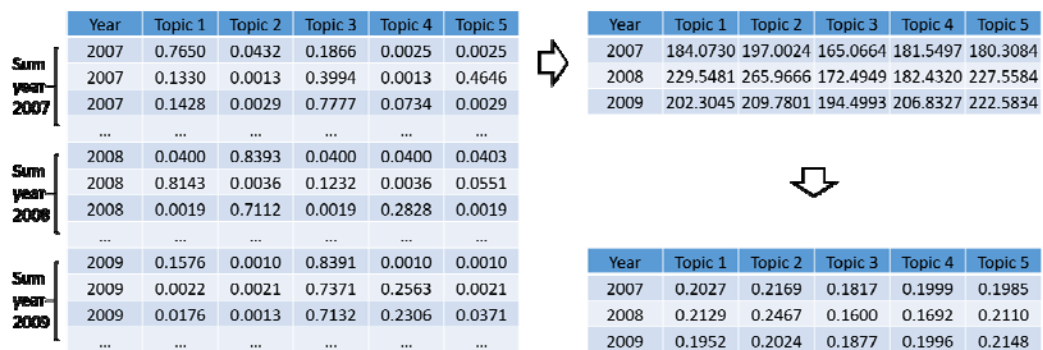 Year Topic 1 Topic 2 Topic 3 Topic 4 Topic 5
Sum year 2007
2007 0.7650 0.0432 0.1866 0.0025 0.0025
2007 0.1330 0.0013 0.3994 0.0013 0.4646
2007 0.1428 0.0029 0.7777 0.0734 0.0029
... ... ... ... ... ...
Sum year 2008
2008 0.0400 0.8393 0.0400 0.0400 0.0403
2008 0.8143 0.0036 0.1232 0.0036 0.0551
2008 0.0019 0.7112 0.0019 0.2828 0.0019
... ... ... ... ... ...
Sum year 2009
2009 0.1576 0.0010 0.8391 0.0010 0.0010
2009 0.0022 0.0021 0.7371 0.2563 0.0021
2009 0.0176 0.0013 0.7132 0.2306 0.0371
... ... ... ... ... ...
Year Topic 1 Topic 2 Topic 3 Topic 4 Topic 5
2007 184.0730 197.0024 165.0664 181.5497 180.3084
2008 229.5481 265.9666 172.4949 182.4320 227.5584
2009 202.3045 209.7801 194.4993 206.8327 222.5834
Year Topic 1 Topic 2 Topic 3 Topic 4 Topic 5
2007 0.2027 0.2169 0.1817 0.1999 0.1985
2008 0.2129 0.2467 0.1600 0.1692 0.2110
2009 0.1952 0.2024 0.1877 0.1996 0.2148